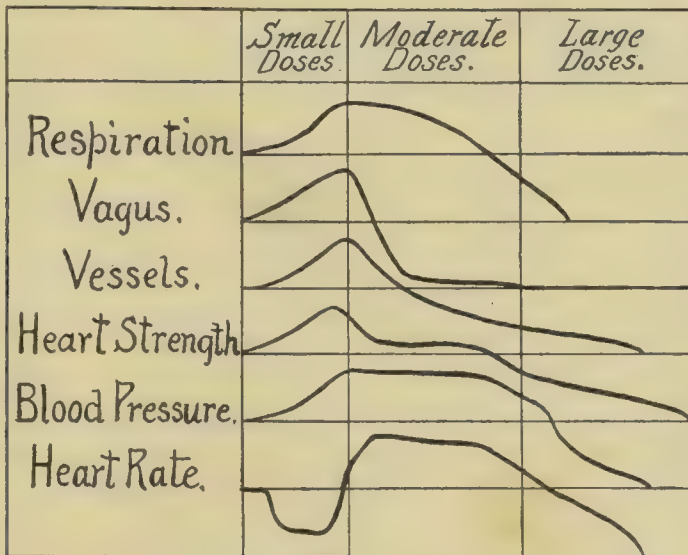 Small Doses
Moderate Doses.
Large Doses.
Respiration
Vagus.
Vessels.
Heart Strength
Blood Pressure.
Heart Rate.